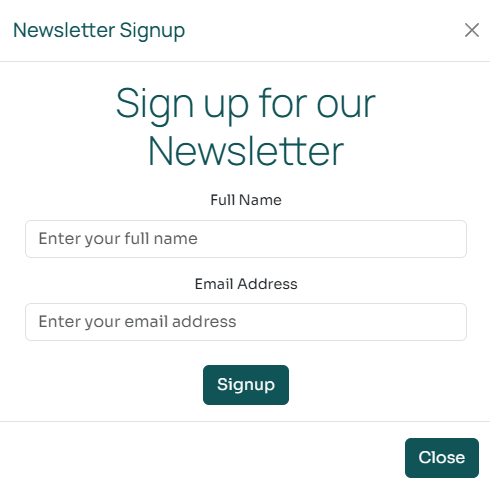 Newsletter Signup
Sign up for our
Newsletter
Full Name
Enter your full name
Email Address
Enter your email address
Signup
Close